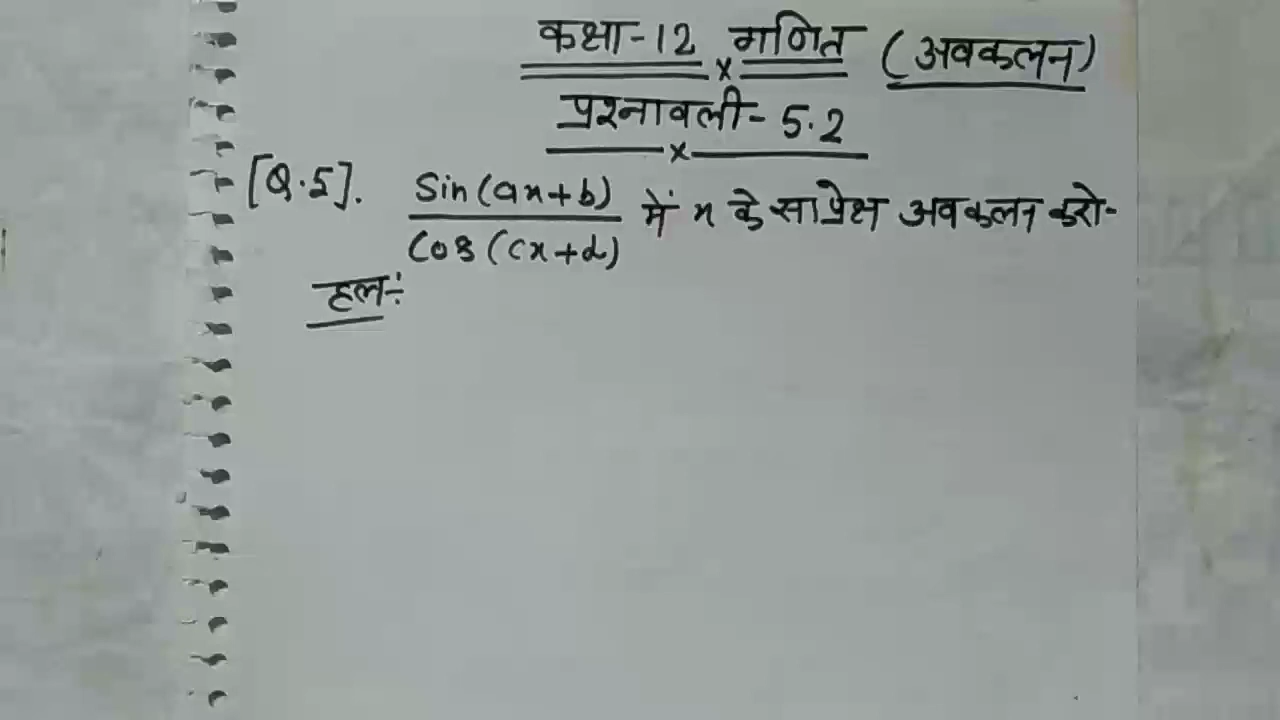 कक्षा-12 × गणित (अवकलन)
प्रश्नावली- 5.2
×
[Q.5]. Sin(ax+b) / Cos(cx+d) में x के सापेक्ष अवकलन करो-
हल÷